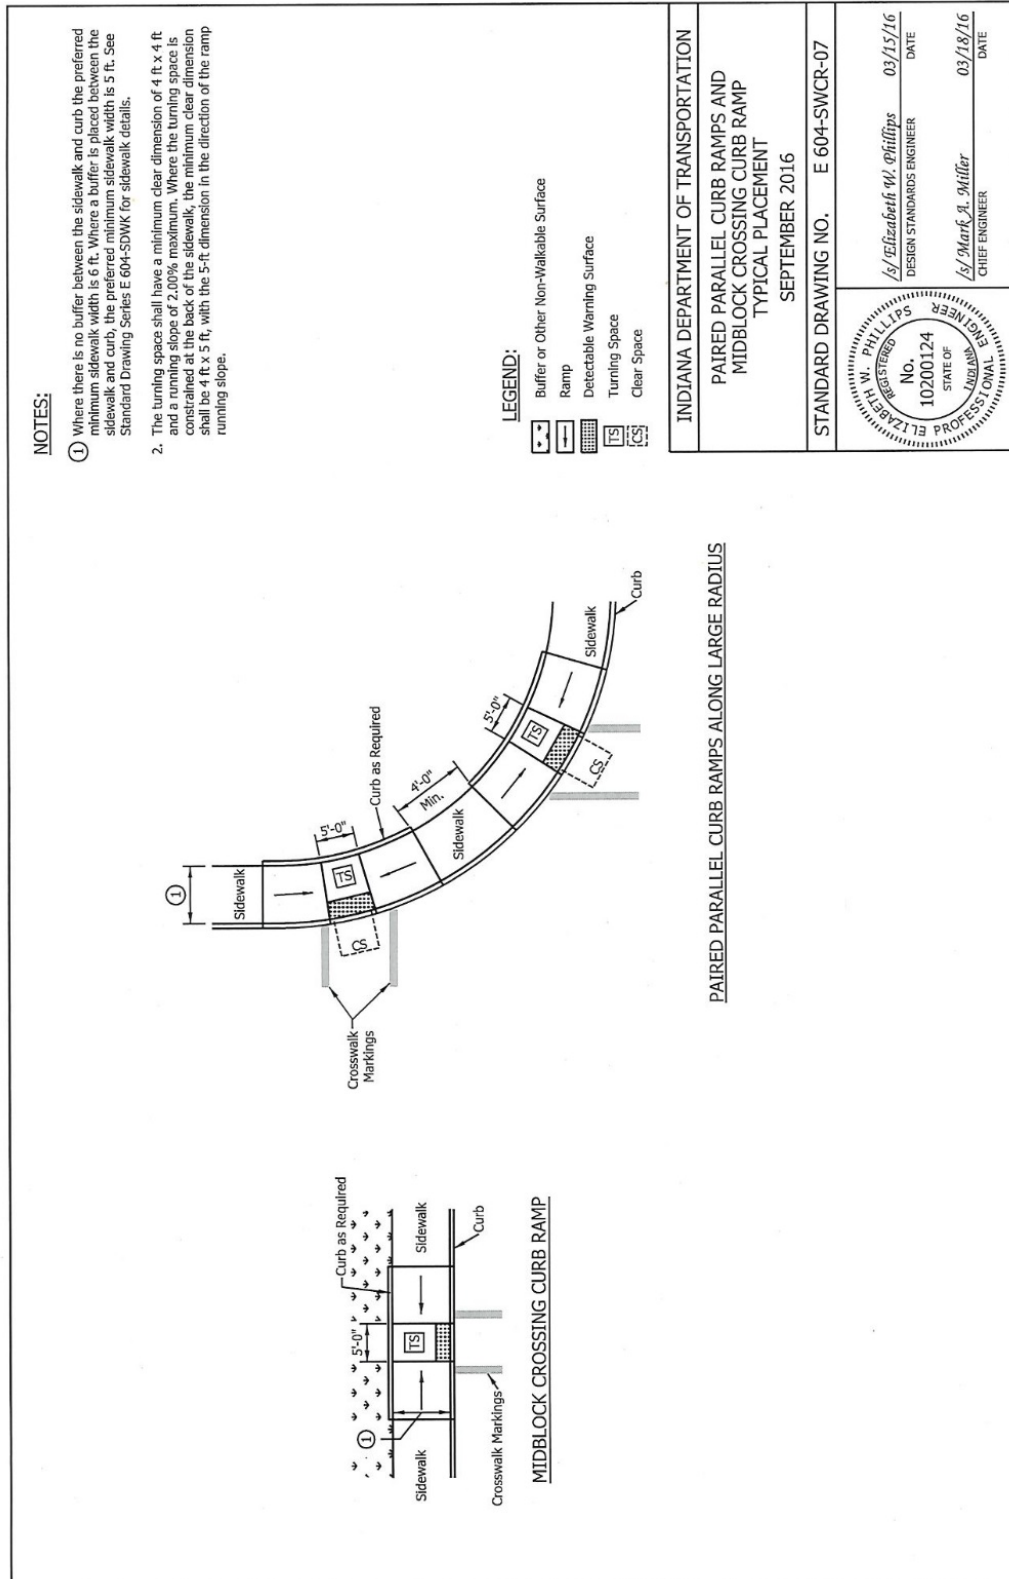 NOTES:
① Where there is no buffer between the sidewalk and curb the preferred
minimum sidewalk width is 6 ft. Where a buffer is placed between the
sidewalk and curb, the preferred minimum sidewalk width is 5 ft. See
Standard Drawing Series E 604-SDWK for sidewalk details.
2. The turning space shall have a minimum clear dimension of 4 ft x 4 ft
and a running slope of 2.00% maximum. Where the turning space is
constrained at the back of the sidewalk, the minimum clear dimension
shall be 4 ft x 5 ft, with the 5-ft dimension in the direction of the ramp
running slope.
①
Sidewalk
5'-0"
TS
CS
Curb as Required
4'-0"
Min.
Sidewalk
5'-0"
TS
CS
Sidewalk
Curb
Crosswalk
Markings
PAIRED PARALLEL CURB RAMPS ALONG LARGE RADIUS
Curb as Required
5'-0"
①
TS
Sidewalk
Sidewalk
Curb
Crosswalk Markings
MIDBLOCK CROSSING CURB RAMP
LEGEND:
Buffer or Other Non-Walkable Surface
Ramp
Detectable Warning Surface
TS Turning Space
CS Clear Space
INDIANA DEPARTMENT OF TRANSPORTATION
PAIRED PARALLEL CURB RAMPS AND
MIDBLOCK CROSSING CURB RAMP
TYPICAL PLACEMENT
SEPTEMBER 2016
STANDARD DRAWING NO. E 604-SWCR-07
ELIZABETH W. PHILLIPS
REGISTERED
No.
10200124
STATE OF
INDIANA
PROFESSIONAL ENGINEER
/s/ Elizabeth W. Phillips 03/15/16
DESIGN STANDARDS ENGINEER DATE
/s/ Mark A. Miller 03/18/16
CHIEF ENGINEER DATE